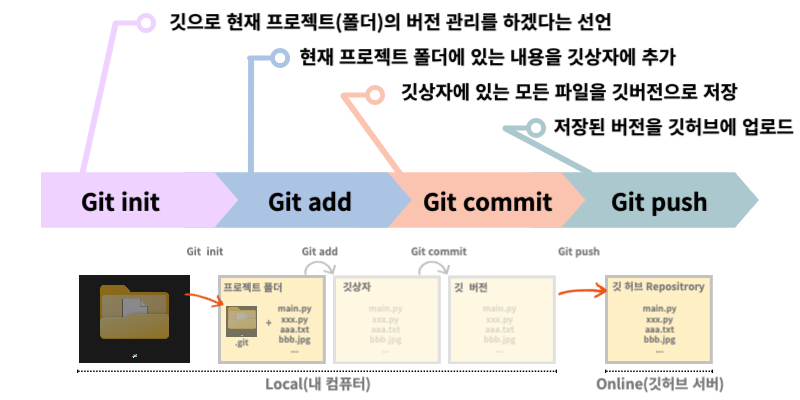 깃으로 현재 프로젝트(폴더)의 버전 관리를 하겠다는 선언
현재 프로젝트 폴더에 있는 내용을 깃상자에 추가
깃상자에 있는 모든 파일을 깃버전으로 저장
저장된 버전을 깃허브에 업로드
Git init
Git add
Git commit
Git push
Git init
Git add
Git commit
Git push
프로젝트 폴더
.git
+
main.py
xxx.py
aaa.txt
bbb.jpg
...
깃상자
main.py
xxx.py
aaa.txt
bbb.jpg
...
깃 버전
main.py
xxx.py
aaa.txt
bbb.jpg
...
깃 허브 Repositrory
main.py
xxx.py
aaa.txt
bbb.jpg
...
Local(내 컴퓨터)
Online(깃허브 서버)